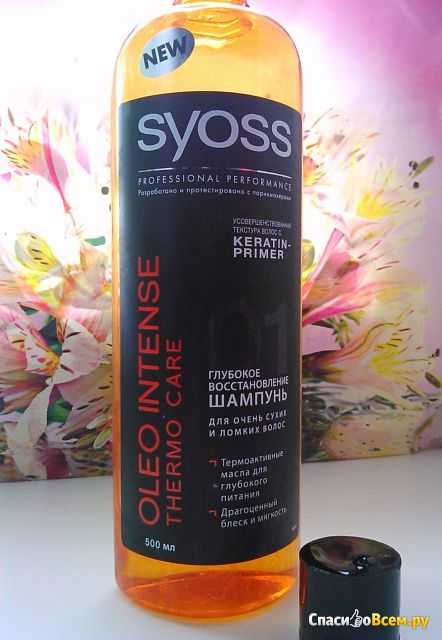 NEW
syoss
PROFESSIONAL PERFORMANCE
Разработано и протестировано с парикмахерами
УСОВЕРШЕНСТВОВАННАЯ
ТЕКСТУРА ВОЛОС С
KERATIN-
PRIMER
01
OLEO INTENSE
THERMO CARE
ГЛУБОКОЕ
ВОССТАНОВЛЕНИЕ
ШАМПУНЬ
ДЛЯ ОЧЕНЬ СУХИХ
И ЛОМКИХ ВОЛОС
Термоактивные
масла для
глубокого
питания
Драгоценный
блеск и мягкость
500 мл
СпасибоВсем.ру